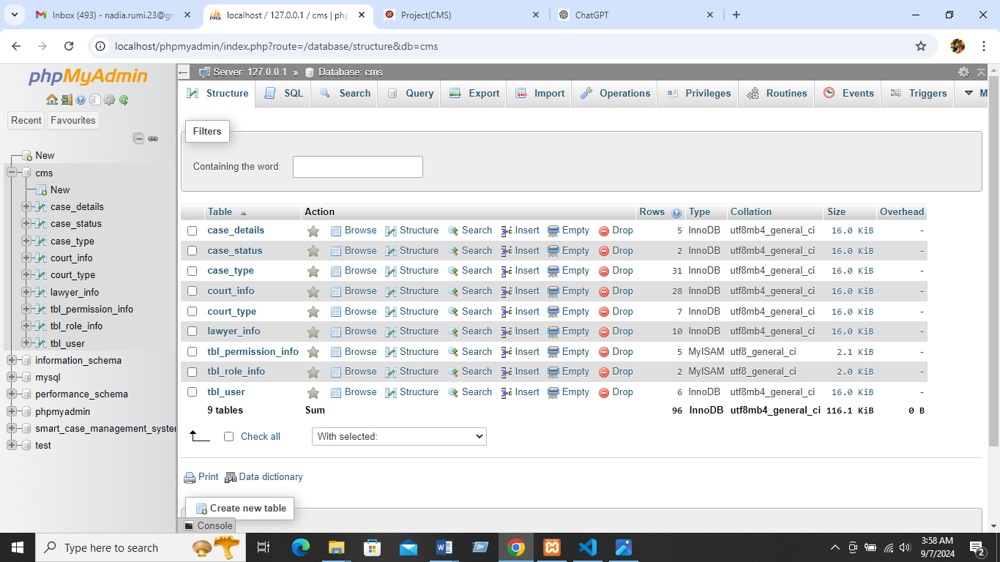 Inbox (493) - nadia.rumi.23@gm
localhost / 127.0.0.1 / cms | php
Project(CMS)
ChatGPT
localhost/phpmyadmin/index.php?route=/database/structure&db=cms
phpMyAdmin
Recent Favourites
New
cms
New
case_details
case_status
case_type
court_info
court_type
lawyer_info
tbl_permission_info
tbl_role_info
tbl_user
information_schema
mysql
performance_schema
phpmyadmin
smart_case_management_system
test
Server: 127.0.0.1 » Database: cms
Structure SQL Search Query Export Import Operations Privileges Routines Events Triggers M
Filters
Containing the word:
Table Action Rows Type Collation Size Overhead
case_details Browse Structure Search Insert Empty Drop 5 InnoDB utf8mb4_general_ci 16.0 KiB -
case_status Browse Structure Search Insert Empty Drop 2 InnoDB utf8mb4_general_ci 16.0 KiB -
case_type Browse Structure Search Insert Empty Drop 31 InnoDB utf8mb4_general_ci 16.0 KiB -
court_info Browse Structure Search Insert Empty Drop 28 InnoDB utf8mb4_general_ci 16.0 KiB -
court_type Browse Structure Search Insert Empty Drop 7 InnoDB utf8mb4_general_ci 16.0 KiB -
lawyer_info Browse Structure Search Insert Empty Drop 10 InnoDB utf8mb4_general_ci 16.0 KiB -
tbl_permission_info Browse Structure Search Insert Empty Drop 5 MyISAM utf8_general_ci 2.1 KiB -
tbl_role_info Browse Structure Search Insert Empty Drop 2 MyISAM utf8_general_ci 2.0 KiB -
tbl_user Browse Structure Search Insert Empty Drop 6 InnoDB utf8mb4_general_ci 16.0 KiB -
9 tables Sum 96 InnoDB utf8mb4_general_ci 116.1 KiB 0 B
Check all With selected:
Print Data dictionary
Create new table
Console
Type here to search
3:58 AM
9/7/2024
2